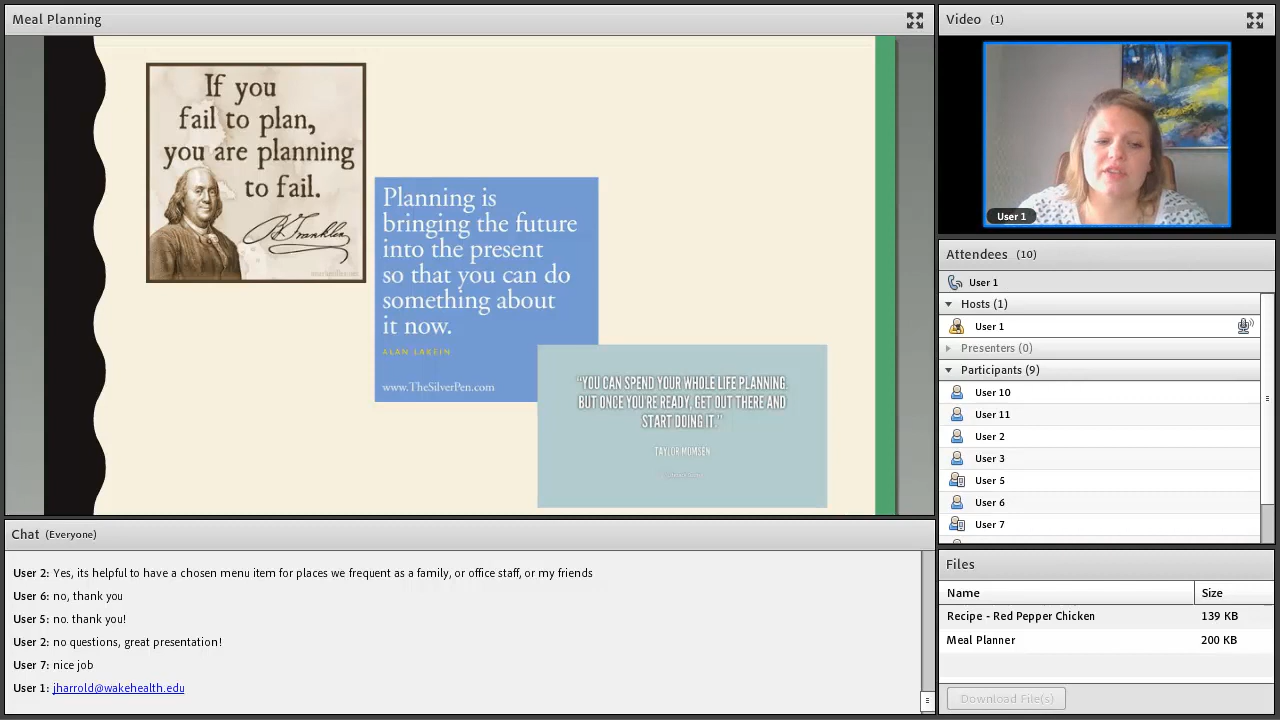 Meal Planning
If you
fail to plan,
you are planning
to fail.
B. Franklin
Planning is
bringing the future
into the present
so that you can do
something about
it now.
ALAN LAKEIN
www.TheSilverPen.com
"YOU CAN SPEND YOUR WHOLE LIFE PLANNING.
BUT ONCE YOU'RE READY, GET OUT THERE AND
START DOING IT."
TAYLOR MOMSEN
Video (1)
User 1
Attendees (10)
User 1
Hosts (1)
User 1
Presenters (0)
Participants (9)
User 10
User 11
User 2
User 3
User 5
User 6
User 7
Chat (Everyone)
User 2: Yes, its helpful to have a chosen menu item for places we frequent as a family, or office staff, or my friends
User 6: no, thank you
User 5: no. thank you!
User 2: no questions, great presentation!
User 7: nice job
User 1: jharrold@wakehealth.edu
Files
Name Size
Recipe - Red Pepper Chicken 139 KB
Meal Planner 200 KB
Download File(s)